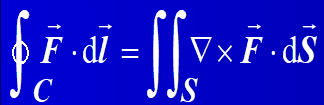 ∮_C F⃗ · dl⃗ = ∬_S ∇ × F⃗ · dS⃗